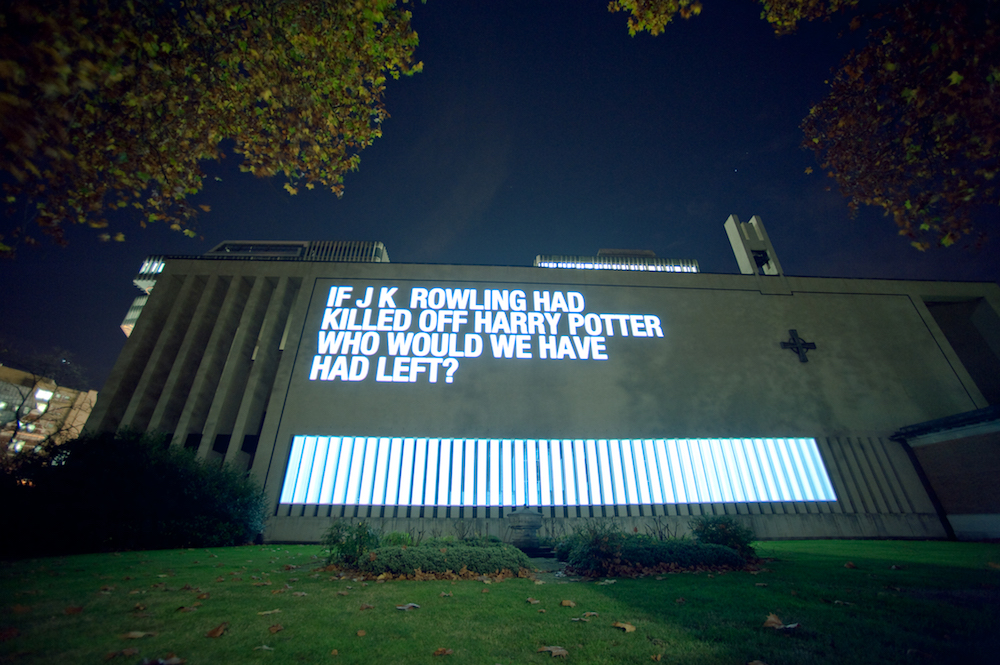 IF J K ROWLING HAD
KILLED OFF HARRY POTTER
WHO WOULD WE HAVE
HAD LEFT?